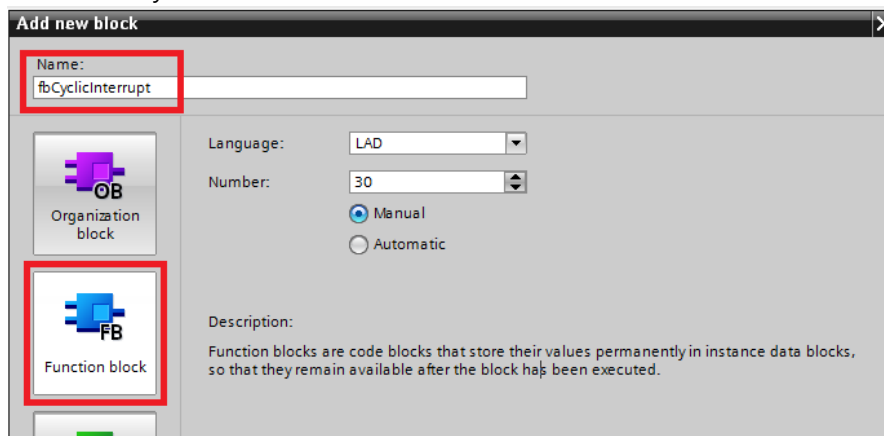 Add new block
Name:
fbCyclicInterrupt
Language:
LAD
Number:
30
Manual
Automatic
OB
Organization
block
FB
Function block
Description:
Function blocks are code blocks that store their values permanently in instance data blocks,
so that they remain available after the block has been executed.